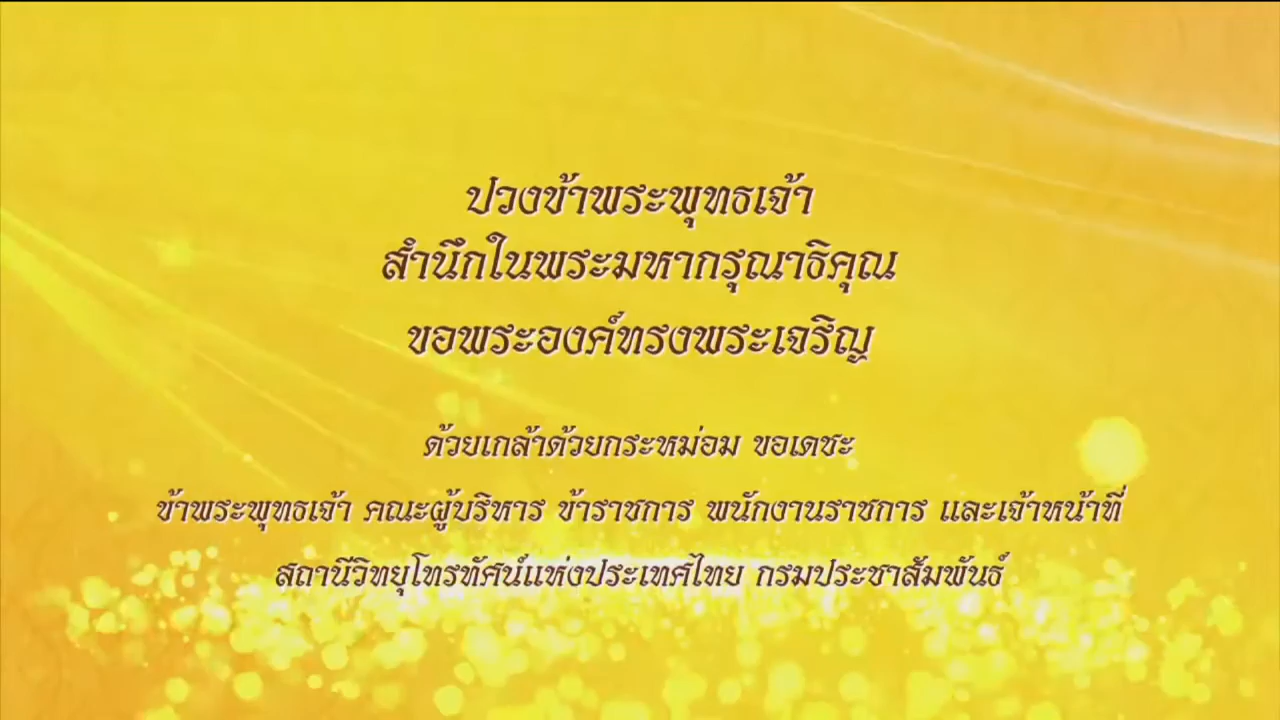 ปวงข้าพระพุทธเจ้า
สำนึกในพระมหากรุณาธิคุณ
ขอพระองค์ทรงพระเจริญ
ด้วยเกล้าด้วยกระหม่อม ขอเดชะ
ข้าพระพุทธเจ้า คณะผู้บริหาร ข้าราชการ พนักงานราชการ และเจ้าหน้าที่
สถานีวิทยุโทรทัศน์แห่งประเทศไทย กรมประชาสัมพันธ์